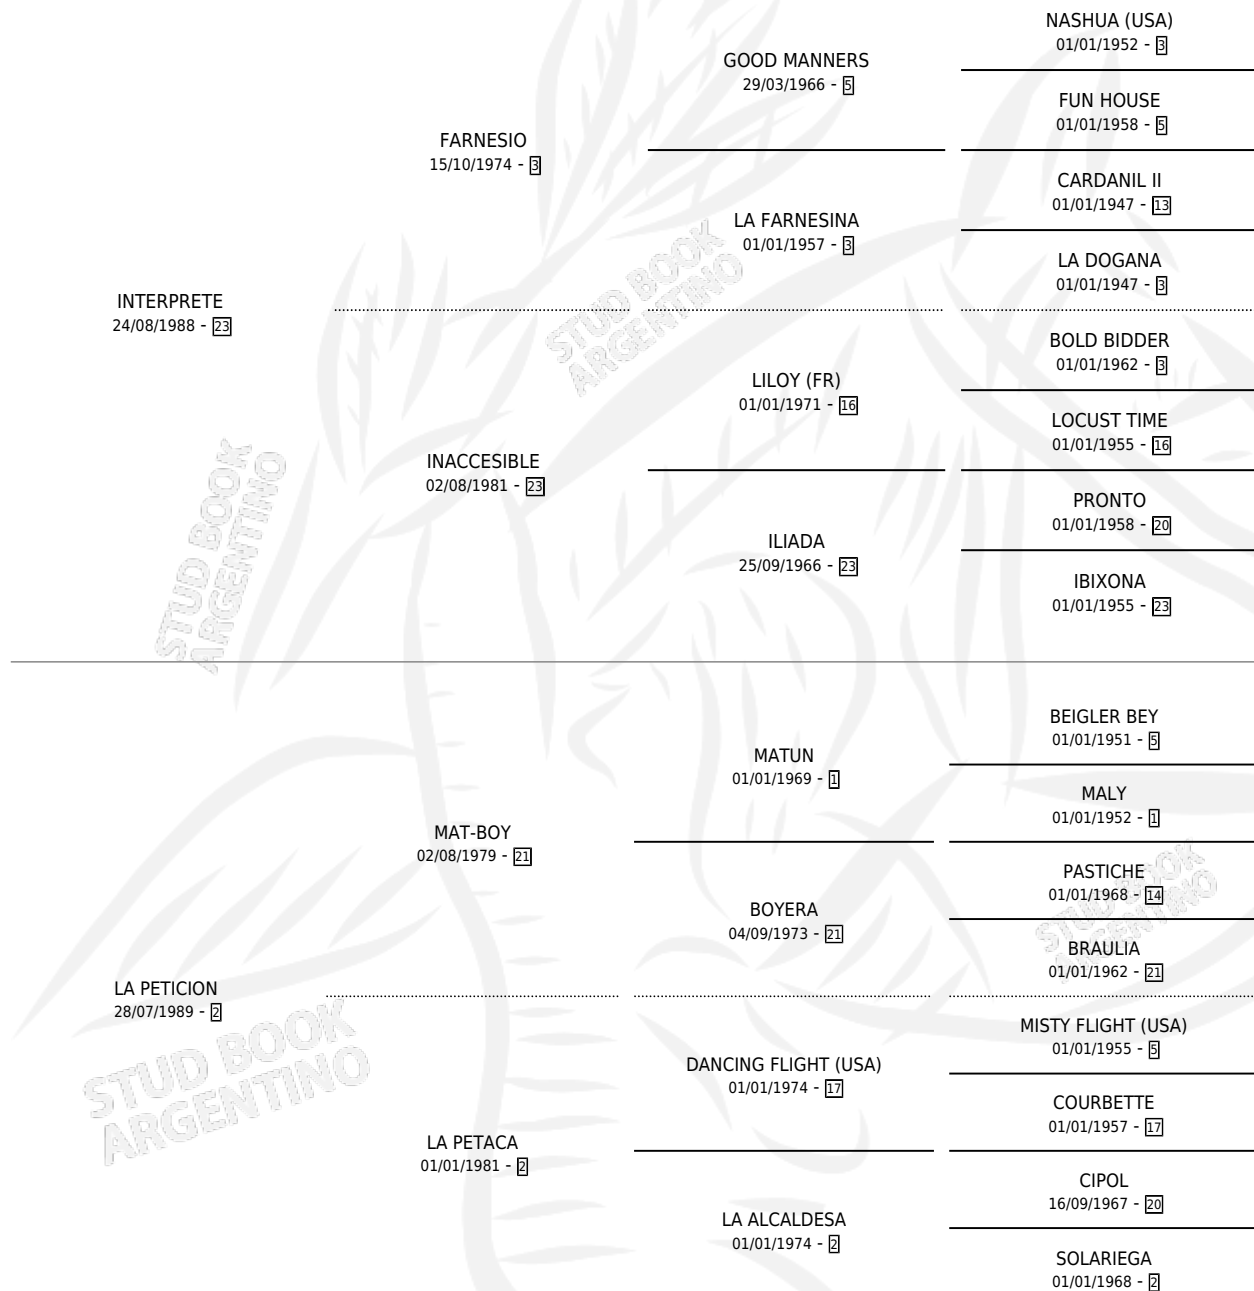 NASHUA (USA)
01/01/1952 - 3
GOOD MANNERS
29/03/1966 - 5
FUN HOUSE
01/01/1958 - 5
FARNESIO
15/10/1974 - 3
CARDANIL II
01/01/1947 - 13
LA FARNESINA
01/01/1957 - 3
LA DOGANA
01/01/1947 - 3
INTERPRETE
24/08/1988 - 23
BOLD BIDDER
01/01/1962 - 3
LILOY (FR)
01/01/1971 - 16
LOCUST TIME
01/01/1955 - 16
INACCESIBLE
02/08/1981 - 23
PRONTO
01/01/1958 - 20
ILIADA
25/09/1966 - 23
IBIXONA
01/01/1955 - 23
BEIGLER BEY
01/01/1951 - 5
MATUN
01/01/1969 - 1
MALY
01/01/1952 - 1
MAT-BOY
02/08/1979 - 21
PASTICHE
01/01/1968 - 14
BOYERA
04/09/1973 - 21
BRAULIA
01/01/1962 - 21
LA PETICION
28/07/1989 - 2
MISTY FLIGHT (USA)
01/01/1955 - 5
DANCING FLIGHT (USA)
01/01/1974 - 17
COURBETTE
01/01/1957 - 17
LA PETACA
01/01/1981 - 2
CIPOL
16/09/1967 - 20
LA ALCALDESA
01/01/1974 - 2
SOLARIEGA
01/01/1968 - 2
STUD BOOK
ARGENTINO
STUD BOOK
ARGENTINO
STUD BOOK
ARGENTINO
STUD BOOK
ARGENTINO